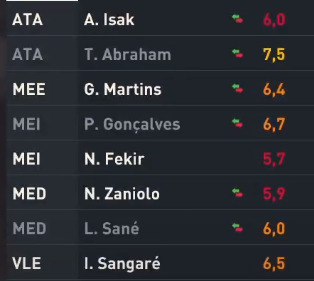 ATA A. Isak 6,0
ATA T. Abraham 7,5
MEE G. Martins 6,4
MEI P. Gonçalves 6,7
MEI N. Fekir 5,7
MED N. Zaniolo 5,9
MED L. Sané 6,0
VLE I. Sangaré 6,5